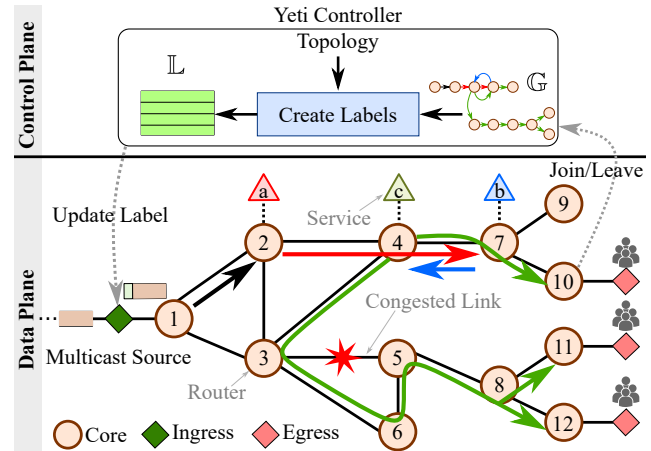 Yeti Controller
Control Plane
Topology
𝕃
𝔾
Create Labels
Join/Leave
Update Label
Data Plane
a
c
b
Service
9
2
4
7
10
1
Congested Link
Multicast Source
3
5
11
Router
8
6
12
Core
Ingress
Egress